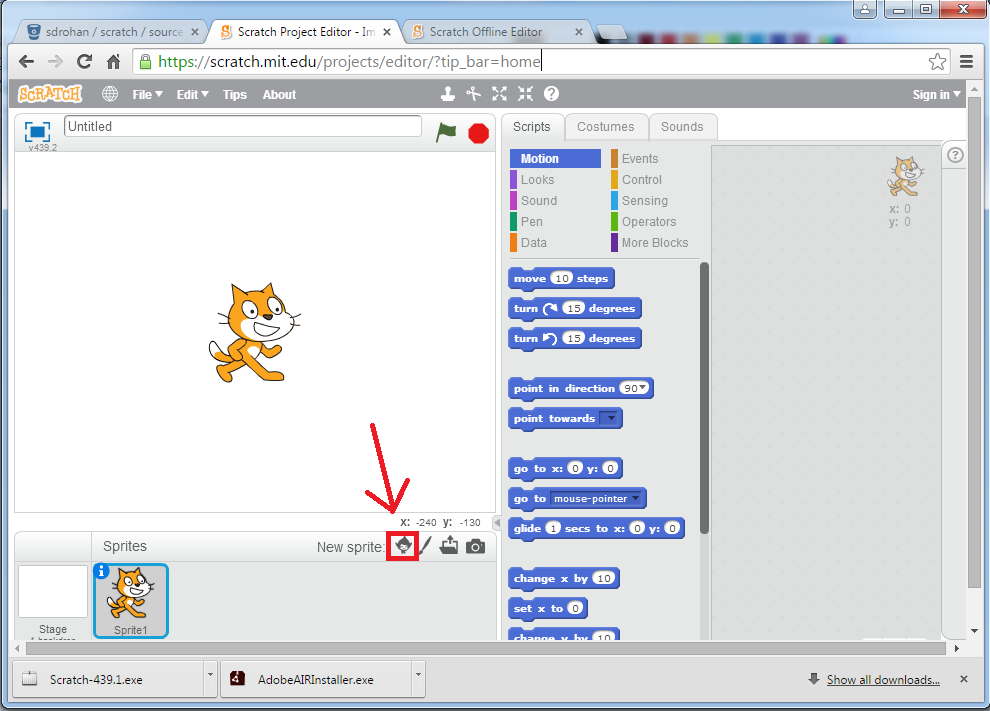 sdrohan / scratch / source
Scratch Project Editor - Im
Scratch Offline Editor
https://scratch.mit.edu/projects/editor/?tip_bar=home
SCRATCH
File
Edit
Tips
About
Sign in
v439.2
Untitled
Scripts
Costumes
Sounds
Motion
Events
Looks
Control
Sound
Sensing
Pen
Operators
Data
More Blocks
x: 0
y: 0
move 10 steps
turn 15 degrees
turn 15 degrees
point in direction 90
point towards
go to x: 0 y: 0
go to mouse-pointer
glide 1 secs to x: 0 y: 0
change x by 10
set x to 0
change y by 10
x: -240 y: -130
Sprites
New sprite:
Stage
1 backdrop
Sprite1
Scratch-439.1.exe
AdobeAIRInstaller.exe
Show all downloads...